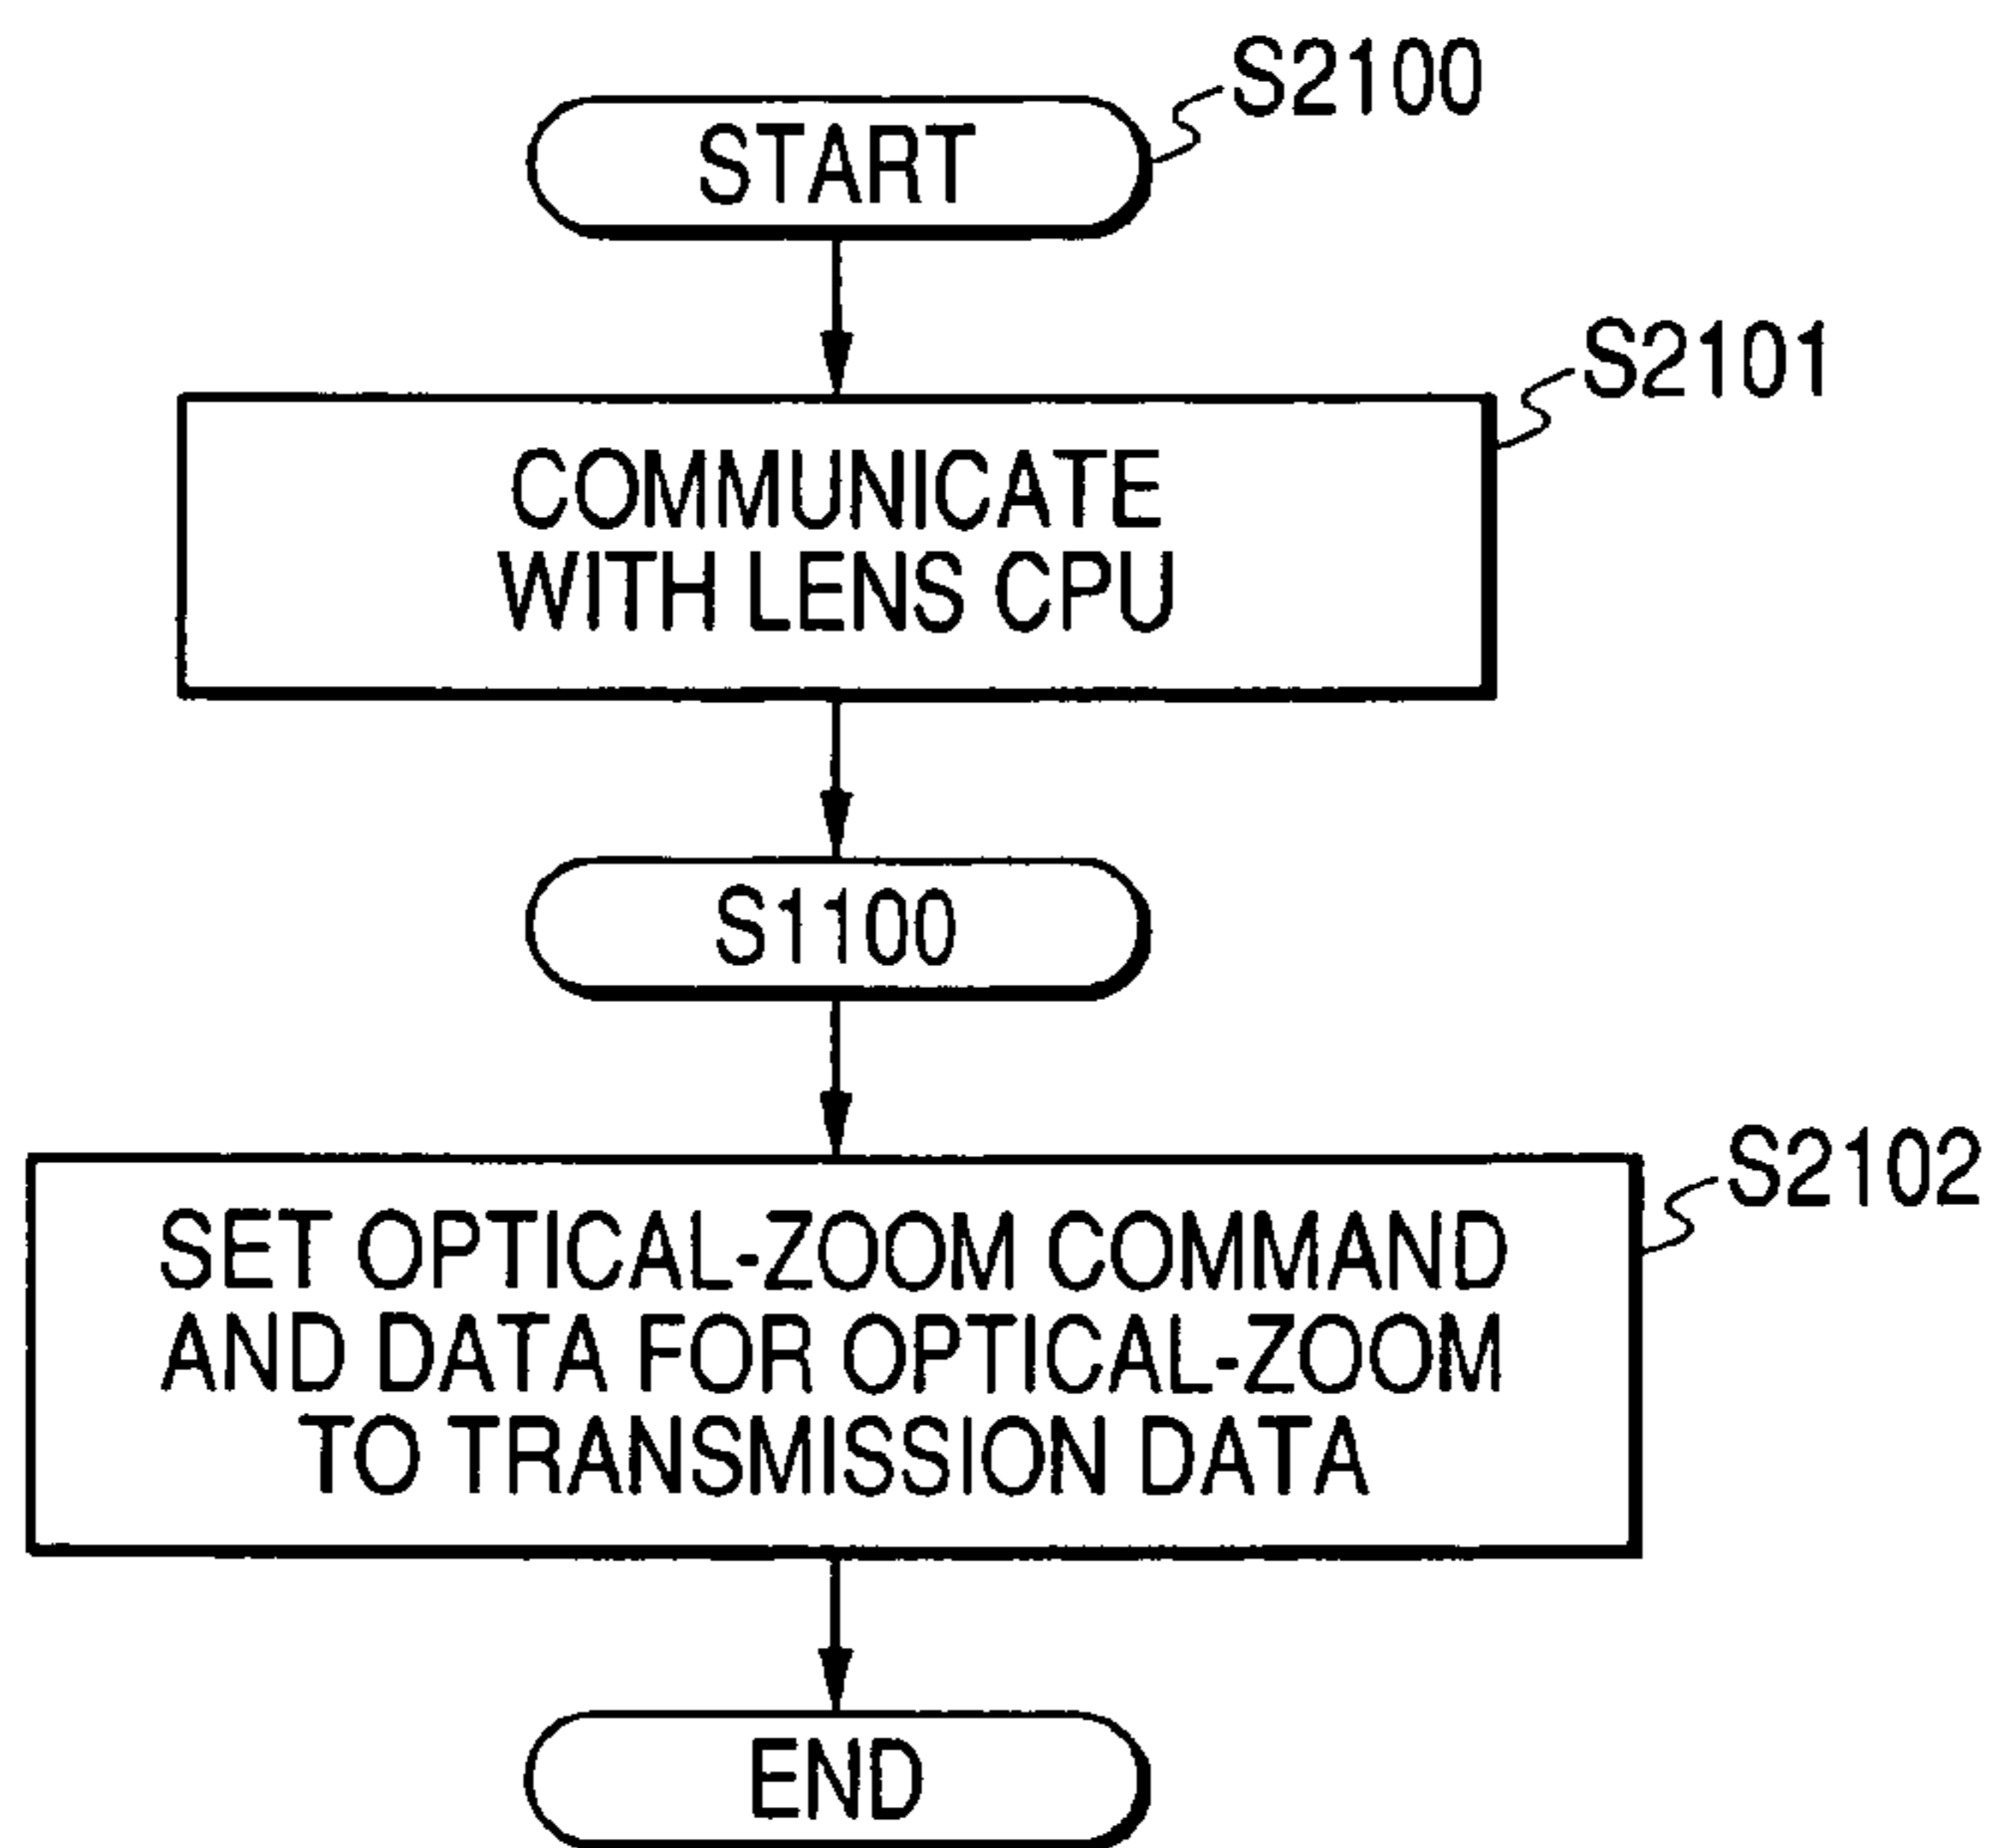 START
S2100
S2101
COMMUNICATE
WITH LENS CPU
S1100
S2102
SET OPTICAL-ZOOM COMMAND
AND DATA FOR OPTICAL-ZOOM
TO TRANSMISSION DATA
END